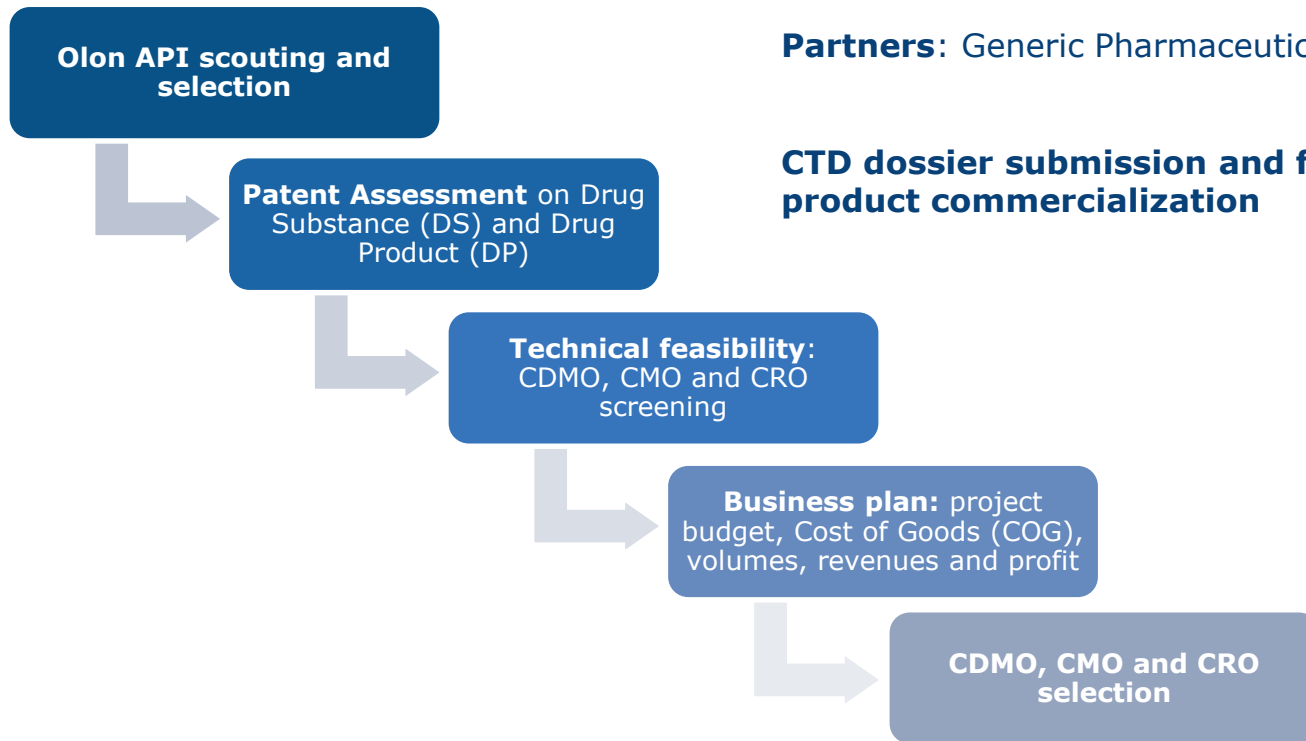 Olon API scouting and
selection
Partners: Generic Pharmaceutic
CTD dossier submission and f
product commercialization
Patent Assessment on Drug
Substance (DS) and Drug
Product (DP)
Technical feasibility:
CDMO, CMO and CRO
screening
Business plan: project
budget, Cost of Goods (COG),
volumes, revenues and profit
CDMO, CMO and CRO
selection